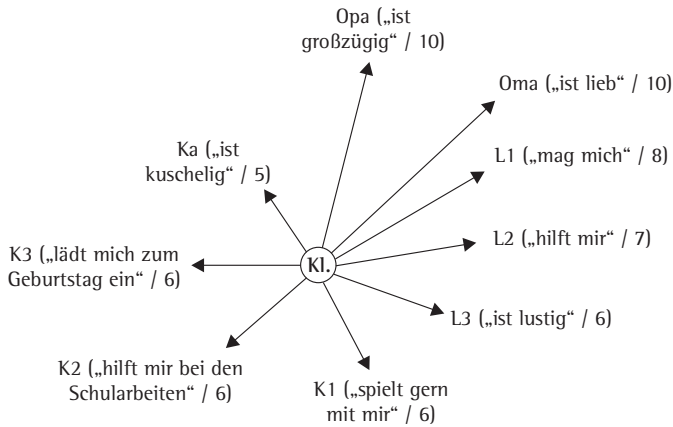 Opa („ist
großzügig“ / 10)
Oma („ist lieb“ / 10)
Ka („ist
kuschelig“ / 5)
L1 („mag mich“ / 8)
L2 („hilft mir“ / 7)
K3 („lädt mich zum
Geburtstag ein“ / 6)
Kl.
L3 („ist lustig“ / 6)
K2 („hilft mir bei den
Schularbeiten“ / 6)
K1 („spielt gern
mit mir“ / 6)